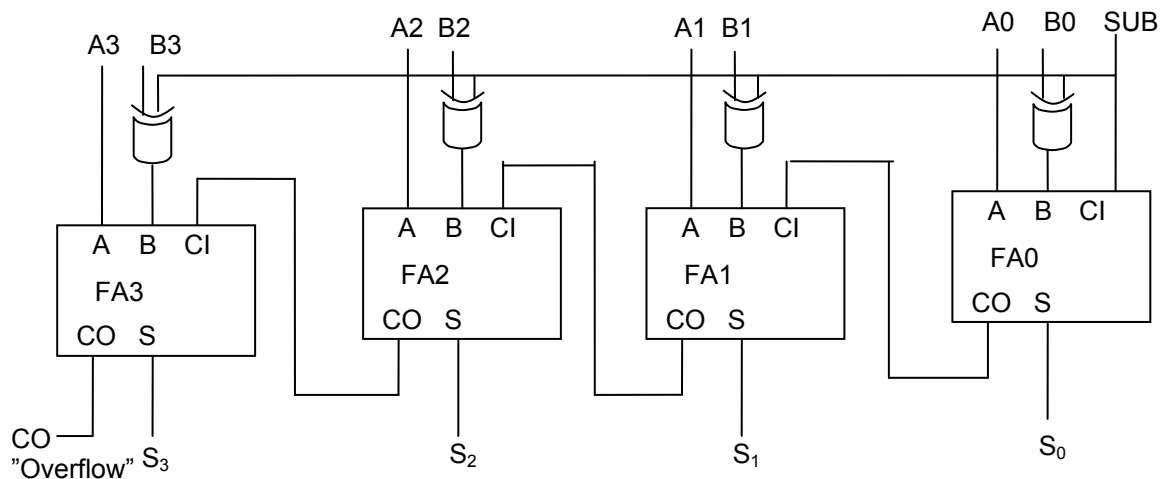 A3 B3 A2 B2 A1 B1 A0 B0 SUB
A B CI
FA3
CO S
A B CI
FA2
CO S
A B CI
FA1
CO S
A B CI
FA0
CO S
CO
”Overflow” S₃ S₂ S₁ S₀